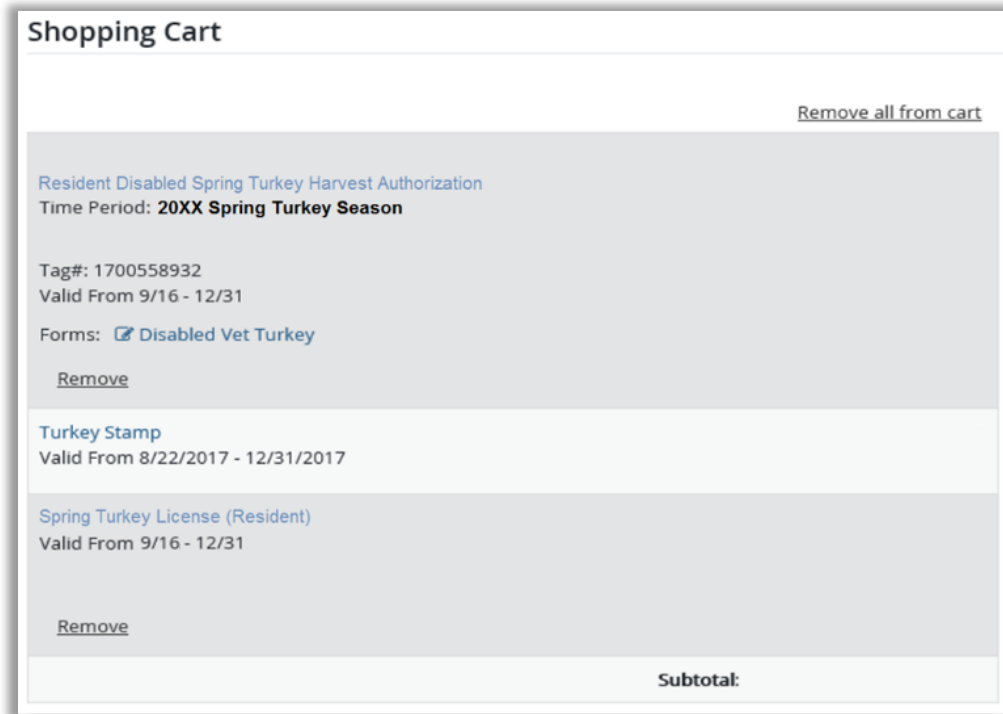 Shopping Cart
Remove all from cart
Resident Disabled Spring Turkey Harvest Authorization
Time Period: 20XX Spring Turkey Season
Tag#: 1700558932
Valid From 9/16 - 12/31
Forms: Disabled Vet Turkey
Remove
Turkey Stamp
Valid From 8/22/2017 - 12/31/2017
Spring Turkey License (Resident)
Valid From 9/16 - 12/31
Remove
Subtotal: